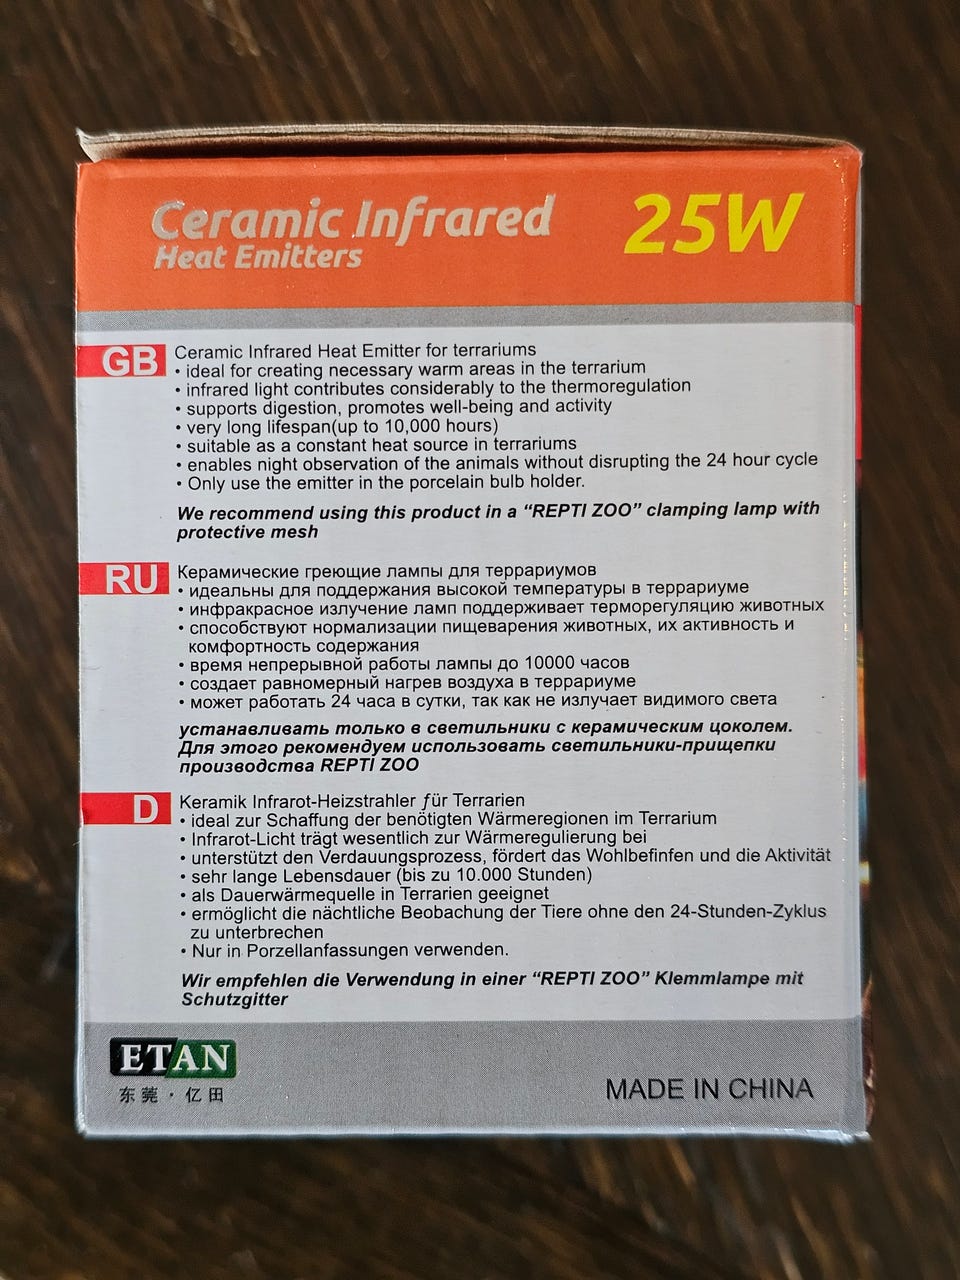 Ceramic Infrared
Heat Emitters
25W
GB
Ceramic Infrared Heat Emitter for terrariums
• ideal for creating necessary warm areas in the terrarium
• infrared light contributes considerably to the thermoregulation
• supports digestion, promotes well-being and activity
• very long lifespan(up to 10,000 hours)
• suitable as a constant heat source in terrariums
• enables night observation of the animals without disrupting the 24 hour cycle
• Only use the emitter in the porcelain bulb holder.
We recommend using this product in a “REPTI ZOO” clamping lamp with
protective mesh
RU
Керамические греющие лампы для террариумов
• идеальны для поддержания высокой температуры в террариуме
• инфракрасное излучение ламп поддерживает терморегуляцию животных
• способствуют нормализации пищеварения животных, их активность и
комфортность содержания
• время непрерывной работы лампы до 10000 часов
• создает равномерный нагрев воздуха в террариуме
• может работать 24 часа в сутки, так как не излучает видимого света
устанавливать только в светильники с керамическим цоколем.
Для этого рекомендуем использовать светильники-прищепки
производства REPTI ZOO
D
Keramik Infrarot-Heizstrahler für Terrarien
• ideal zur Schaffung der benötigten Wärmeregionen im Terrarium
• Infrarot-Licht trägt wesentlich zur Wärmeregulierung bei
• unterstützt den Verdauungsprozess, fördert das Wohlbefinfen und die Aktivität
• sehr lange Lebensdauer (bis zu 10.000 Stunden)
• als Dauerwärmequelle in Terrarien geeignet
• ermöglicht die nächtliche Beobachung der Tiere ohne den 24-Stunden-Zyklus
zu unterbrechen
• Nur in Porzellanfassungen verwenden.
Wir empfehlen die Verwendung in einer “REPTI ZOO” Klemmlampe mit
Schutzgitter
ETAN
东莞·亿田
MADE IN CHINA